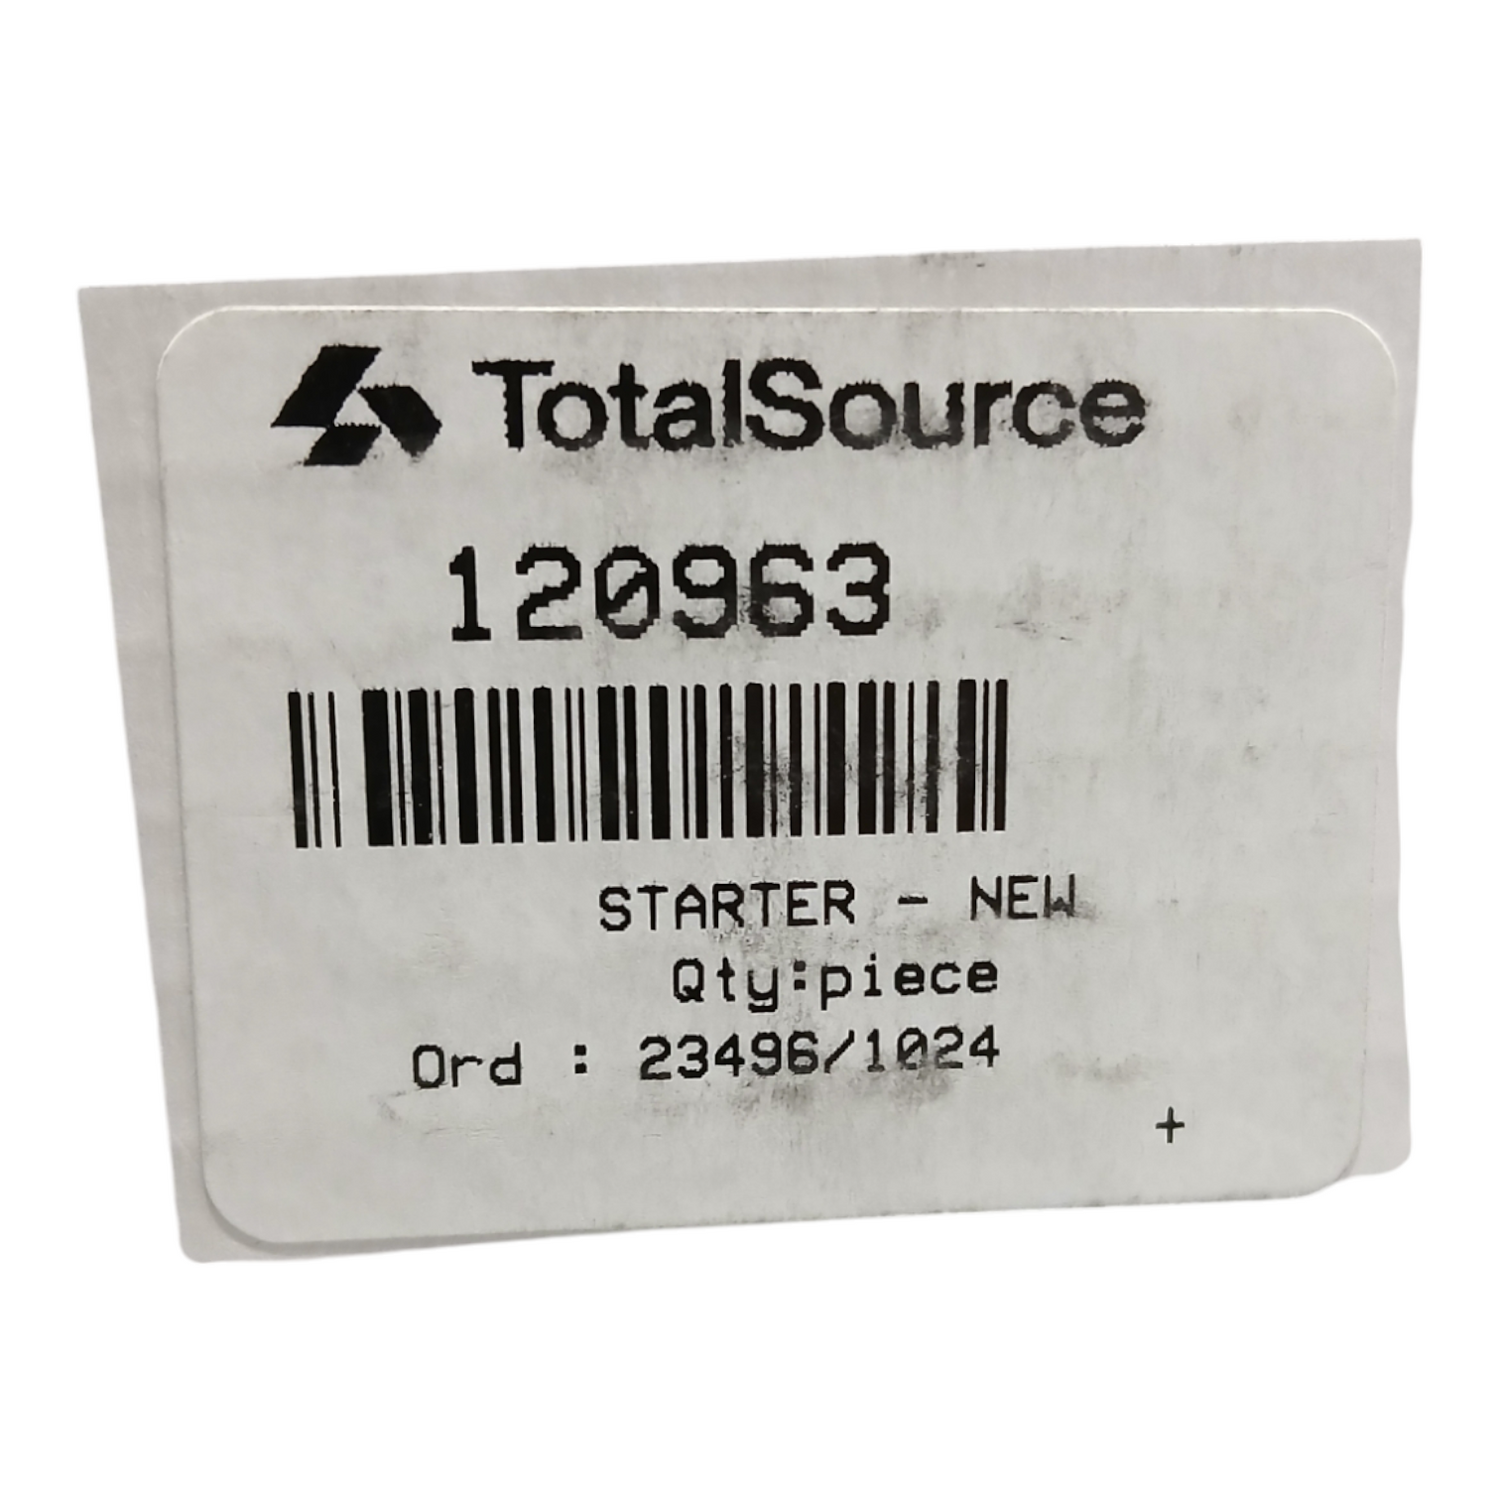 TotalSource
120963
STARTER - NEW
Qty:piece
Ord : 23496/1024
+